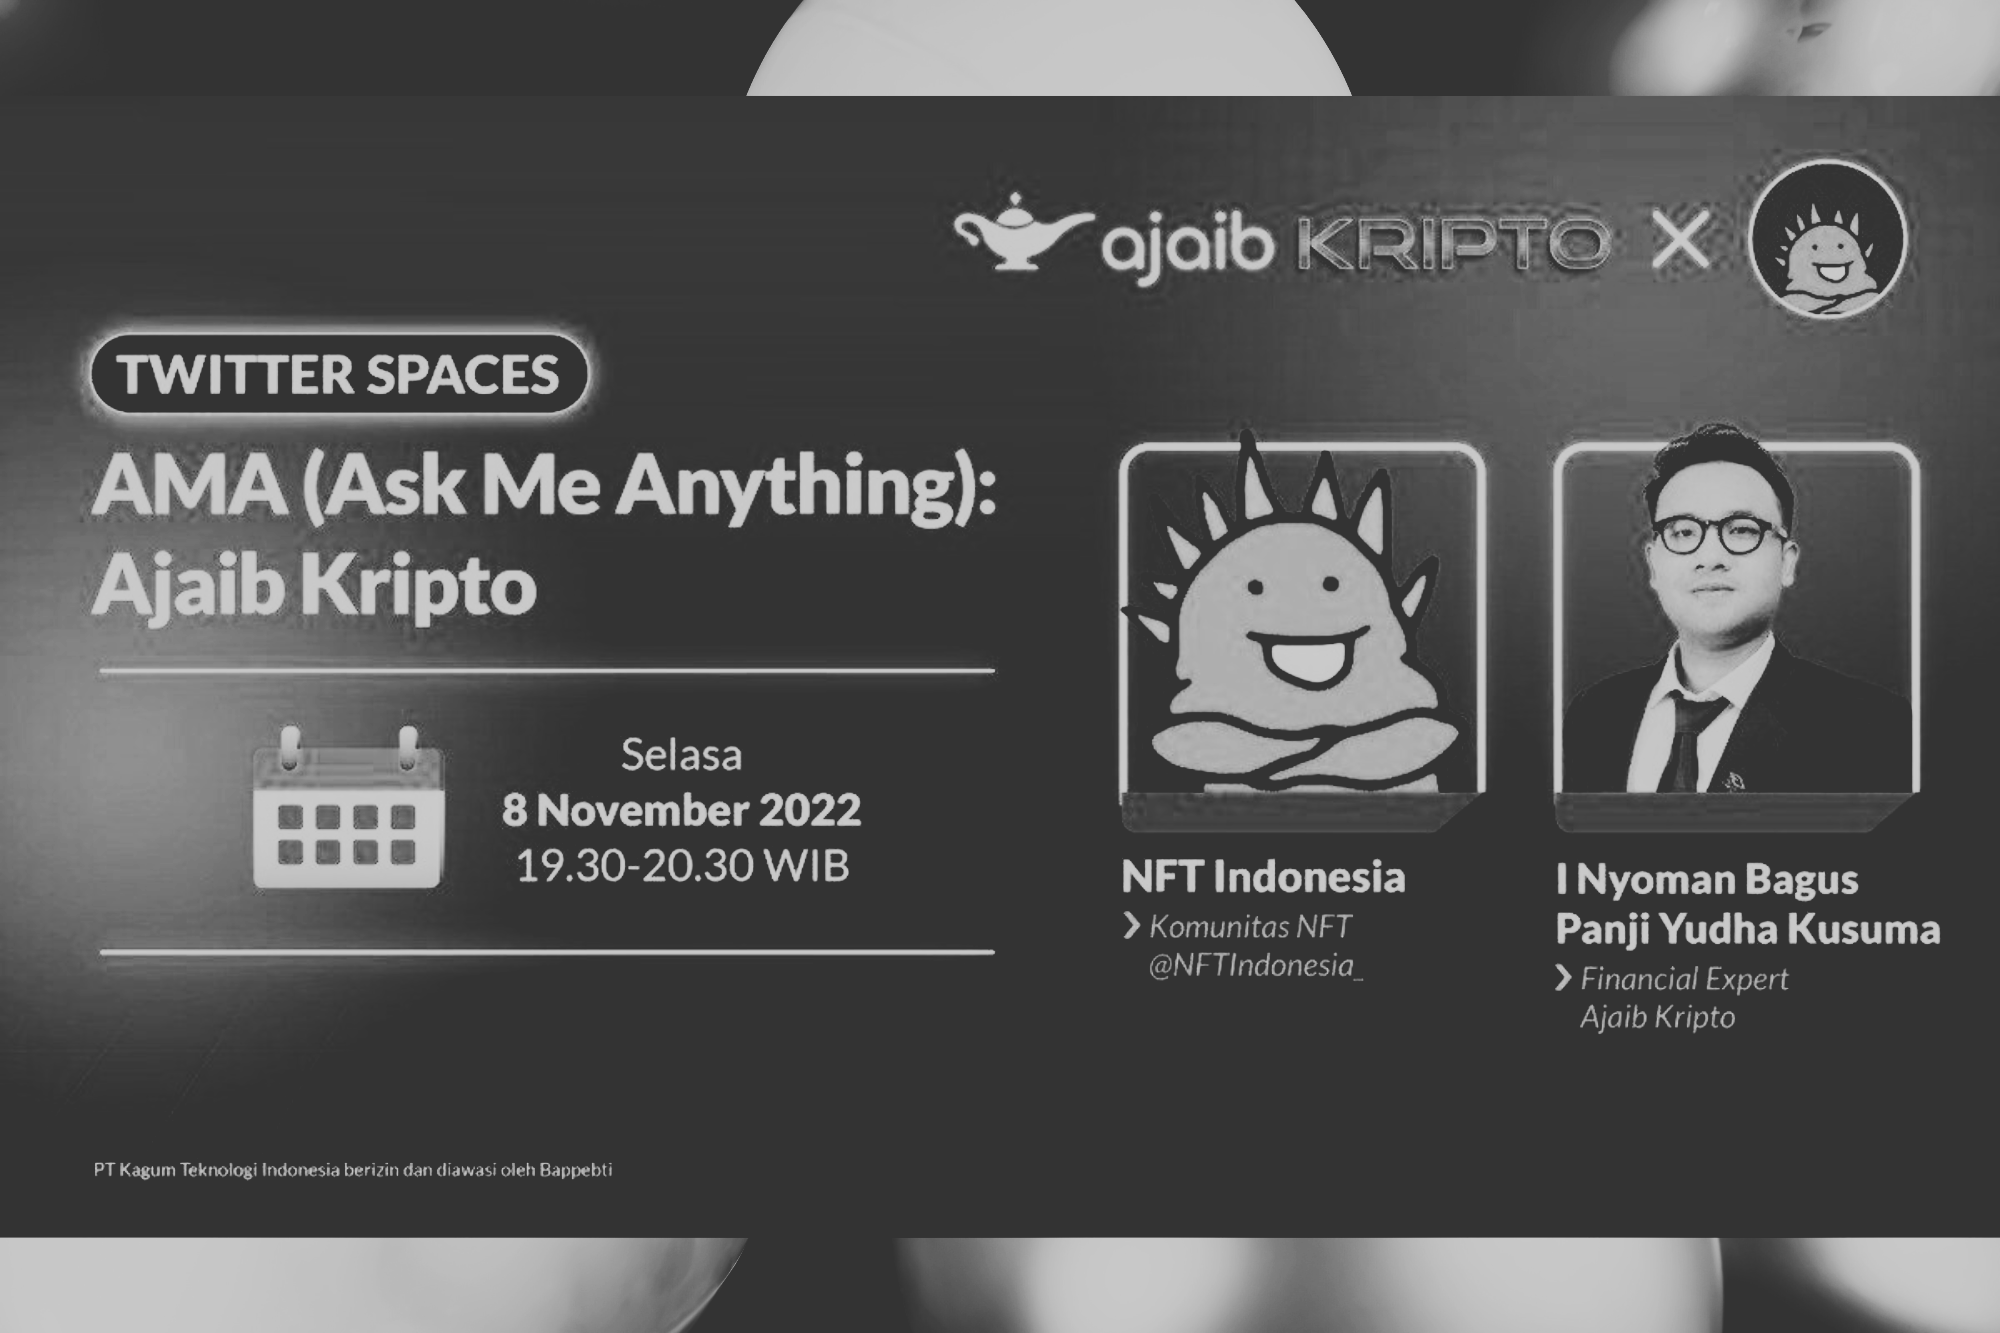 ajaib KRIPTO X
TWITTER SPACES
AMA (Ask Me Anything):
Ajaib Kripto
Selasa
8 November 2022
19.30-20.30 WIB
NFT Indonesia
Komunitas NFT
@NFTIndonesia_
I Nyoman Bagus
Panji Yudha Kusuma
Financial Expert
Ajaib Kripto
PT Kagum Teknologi Indonesia berizin dan diawasi oleh Bappebti